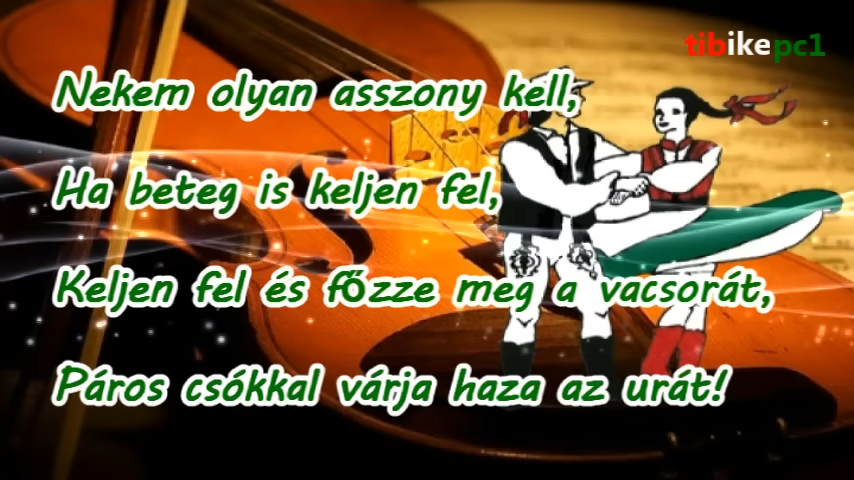 tibikepc1
Nekem olyan asszony kell,
Ha beteg is keljen fel,
Keljen fel és főzze meg a vacsorát,
Páros csókkal várja haza az urát!